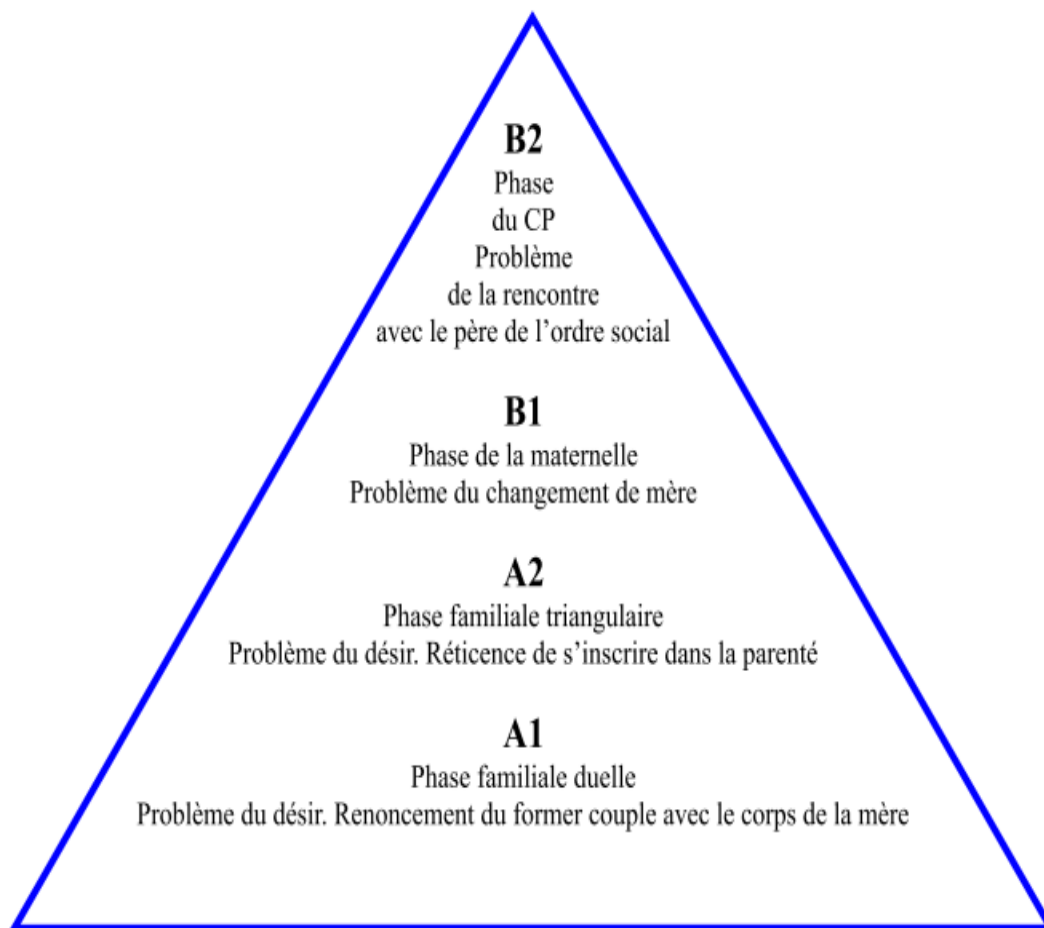 B2
Phase
du CP
Problème
de la rencontre
avec le père de l’ordre social
B1
Phase de la maternelle
Problème du changement de mère
A2
Phase familiale triangulaire
Problème du désir. Réticence de s’inscrire dans la parenté
A1
Phase familiale duelle
Problème du désir. Renoncement du former couple avec le corps de la mère